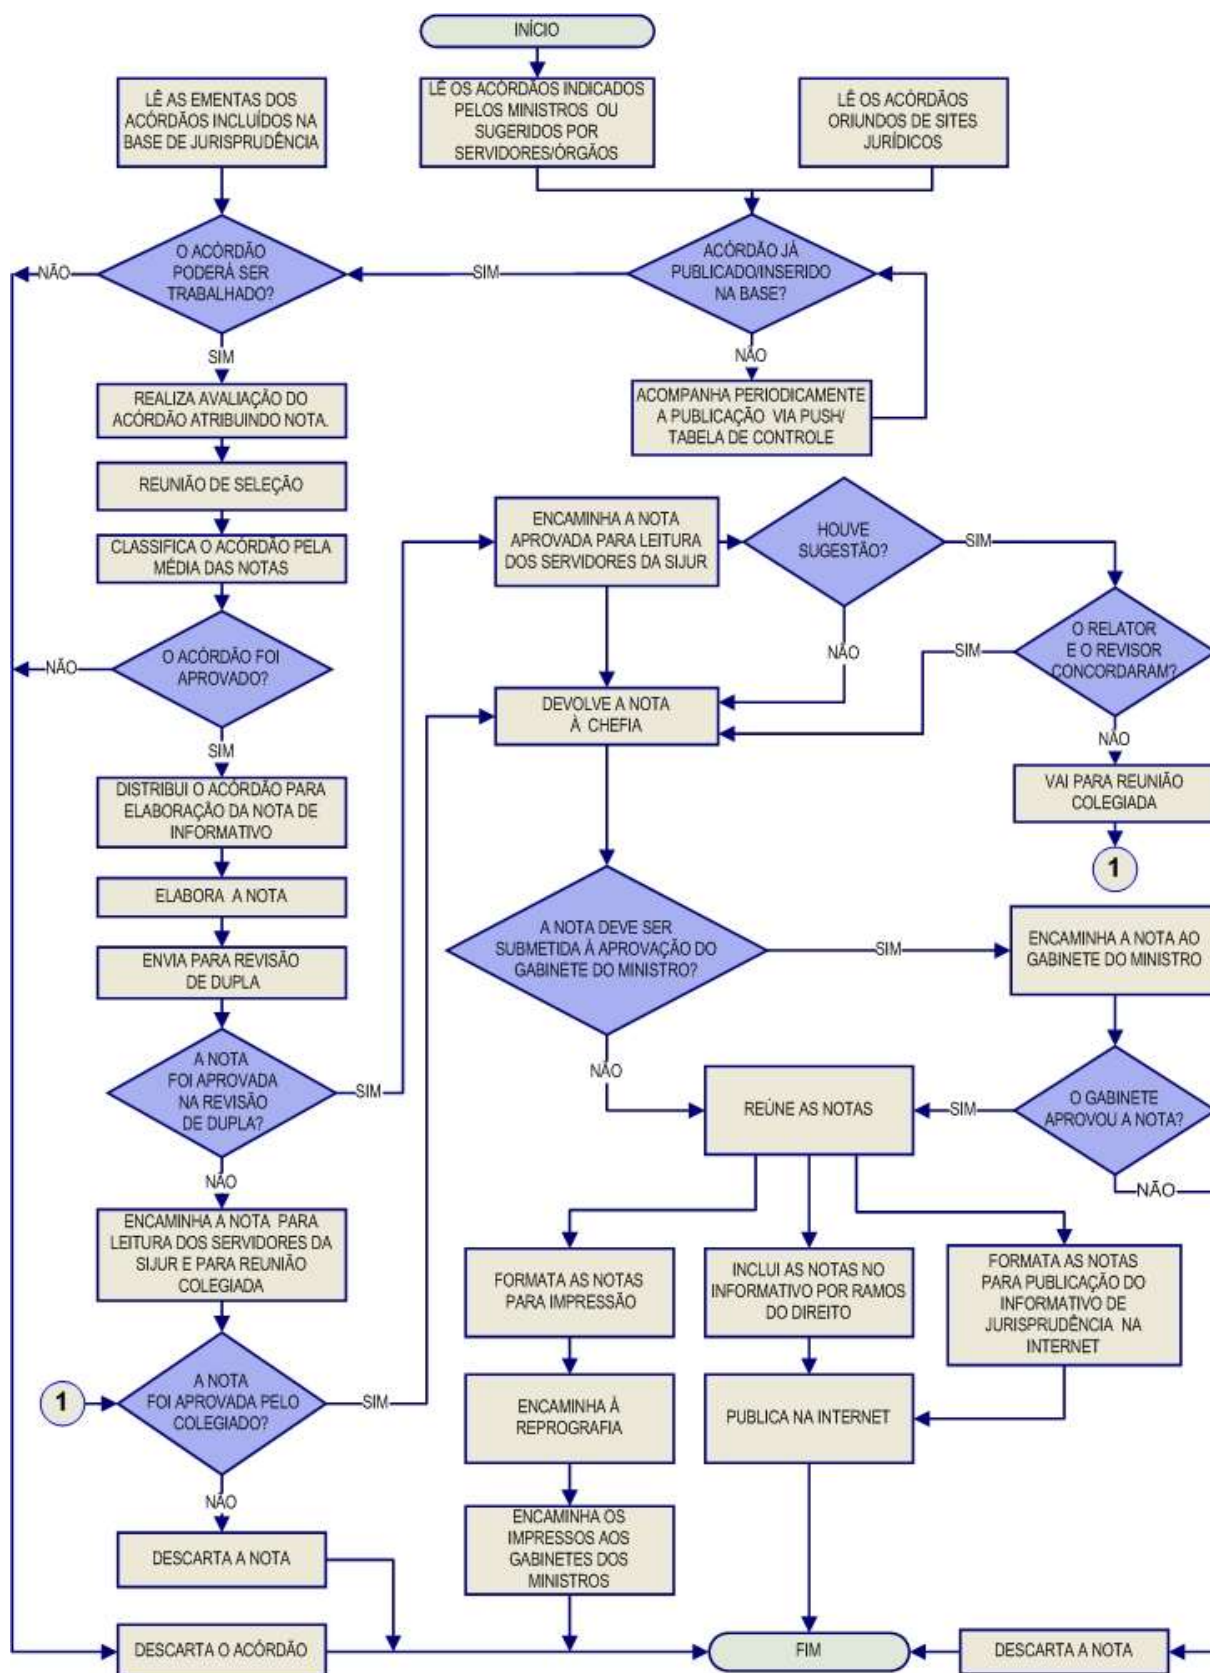 INÍCIO
LÊ AS EMENTAS DOS
ACÓRDÃOS INCLUÍDOS NA
BASE DE JURISPRUDÊNCIA
LÊ OS ACÓRDÃOS INDICADOS
PELOS MINISTROS OU
SUGERIDOS POR
SERVIDORES/ÓRGÃOS
LÊ OS ACÓRDÃOS
ORIUNDOS DE SITES
JURÍDICOS
NÃO
O ACÓRDÃO
PODERÁ SER
TRABALHADO?
SIM
ACÓRDÃO JÁ
PUBLICADO/INSERIDO
NA BASE?
SIM
NÃO
REALIZA AVALIAÇÃO DO
ACÓRDÃO ATRIBUINDO NOTA.
ACOMPANHA PERIODICAMENTE
A PUBLICAÇÃO VIA PUSH/
TABELA DE CONTROLE
REUNIÃO DE SELEÇÃO
CLASSIFICA O ACÓRDÃO PELA
MÉDIA DAS NOTAS
ENCAMINHA A NOTA
APROVADA PARA LEITURA
DOS SERVIDORES DA SIJUR
HOUVE
SUGESTÃO?
SIM
NÃO
O ACÓRDÃO FOI
APROVADO?
NÃO
SIM
O RELATOR
E O REVISOR
CONCORDARAM?
SIM
DEVOLVE A NOTA
À CHEFIA
NÃO
VAI PARA REUNIÃO
COLEGIADA
1
DISTRIBUI O ACÓRDÃO PARA
ELABORAÇÃO DA NOTA DE
INFORMATIVO
ELABORA A NOTA
ENVIA PARA REVISÃO
DE DUPLA
A NOTA DEVE SER
SUBMETIDA À APROVAÇÃO DO
GABINETE DO MINISTRO?
SIM
ENCAMINHA A NOTA AO
GABINETE DO MINISTRO
A NOTA
FOI APROVADA
NA REVISÃO
DE DUPLA?
SIM
NÃO
REÚNE AS NOTAS
SIM
O GABINETE
APROVOU A NOTA?
NÃO
NÃO
ENCAMINHA A NOTA PARA
LEITURA DOS SERVIDORES DA
SIJUR E PARA REUNIÃO
COLEGIADA
FORMATA AS NOTAS
PARA IMPRESSÃO
INCLUI AS NOTAS NO
INFORMATIVO POR RAMOS
DO DIREITO
FORMATA AS NOTAS
PARA PUBLICAÇÃO DO
INFORMATIVO DE
JURISPRUDÊNCIA NA
INTERNET
1
A NOTA
FOI APROVADA PELO
COLEGIADO?
SIM
ENCAMINHA À
REPROGRAFIA
PUBLICA NA INTERNET
NÃO
DESCARTA A NOTA
ENCAMINHA OS
IMPRESSOS AOS
GABINETES DOS
MINISTROS
DESCARTA O ACÓRDÃO
FIM
DESCARTA A NOTA